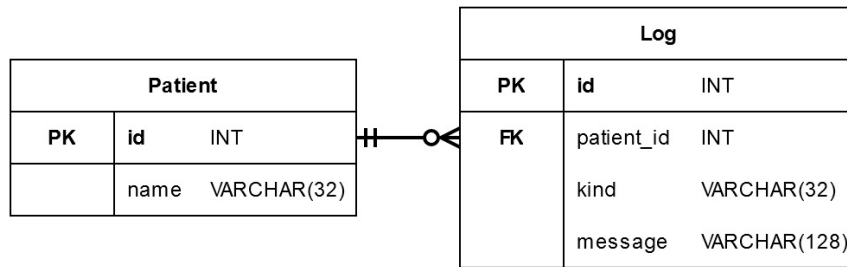 Patient
PK id INT
name VARCHAR(32)
Log
PK id INT
FK patient_id INT
kind VARCHAR(32)
message VARCHAR(128)